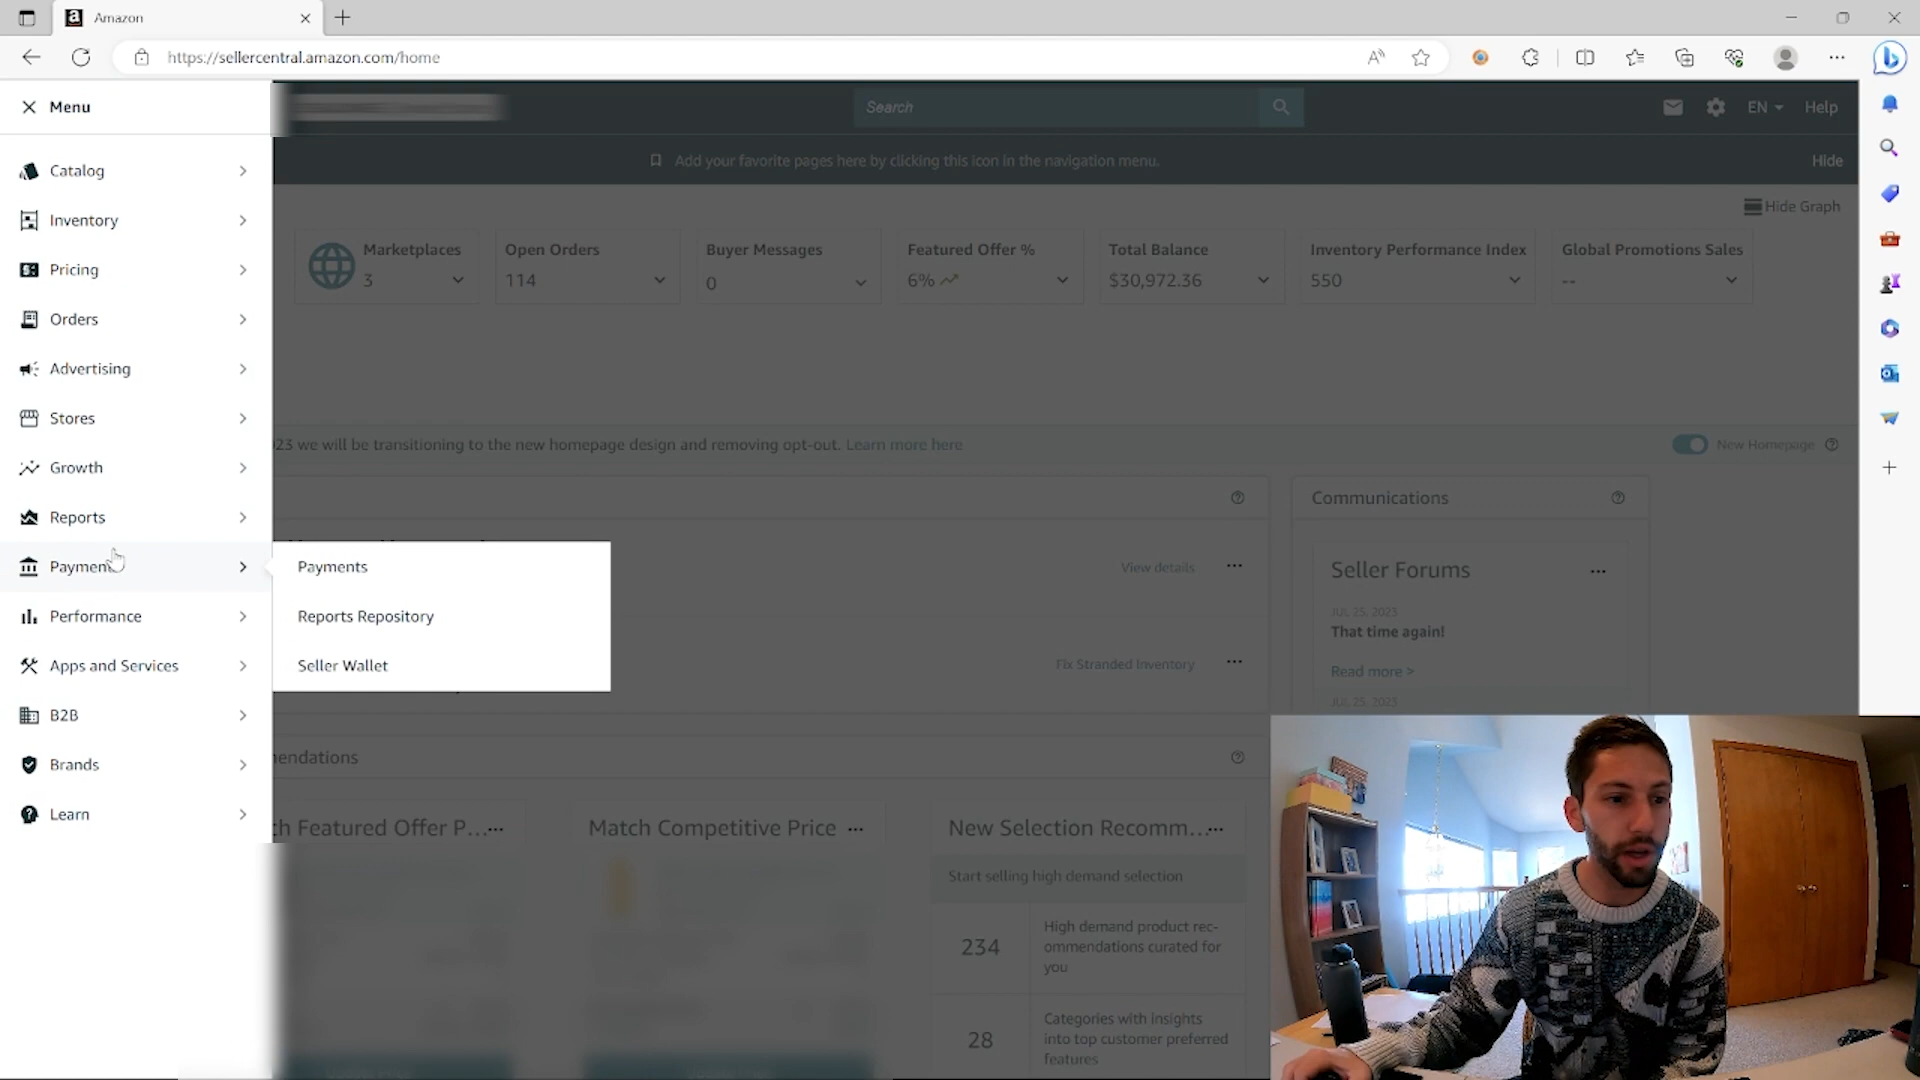 Amazon
https://sellercentral.amazon.com/home
Menu
Search
EN
Help
Add your favorite pages here by clicking this icon in the navigation menu.
Hide
Catalog
Inventory
Pricing
Orders
Advertising
Stores
Growth
Reports
Payments
Performance
Apps and Services
B2B
Brands
Learn
Payments
Reports Repository
Seller Wallet
Hide Graph
Marketplaces
3
Open Orders
114
Buyer Messages
0
Featured Offer %
6%
Total Balance
$30,972.36
Inventory Performance Index
550
Global Promotions Sales
--
23 we will be transitioning to the new homepage design and removing opt-out. Learn more here
New Homepage
View details
Fix Stranded Inventory
Communications
Seller Forums
JUL 25, 2023
That time again!
Read more >
JUL 25, 2023
endations
ch Featured Offer P...
Match Competitive Price
New Selection Recomm...
Start selling high demand selection
234
High demand product rec-
ommendations curated for
you
28
Categories with insights
into top customer preferred
features